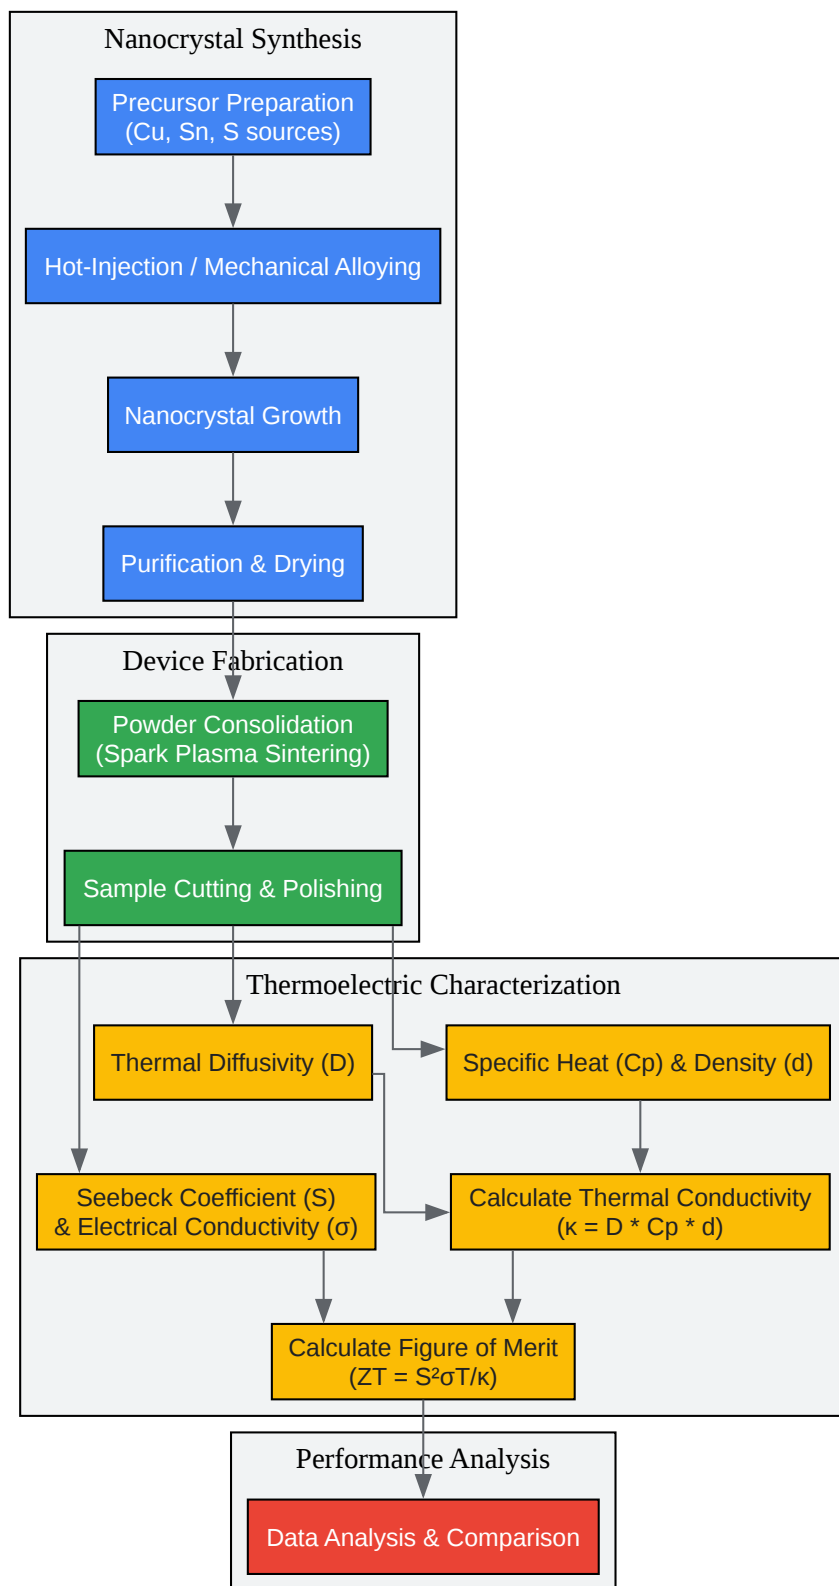 Nanocrystal Synthesis
Precursor Preparation
(Cu, Sn, S sources)
Hot-Injection / Mechanical Alloying
Nanocrystal Growth
Purification & Drying
Device Fabrication
Powder Consolidation
(Spark Plasma Sintering)
Sample Cutting & Polishing
Thermoelectric Characterization
Thermal Diffusivity (D)
Specific Heat (Cp) & Density (d)
Seebeck Coefficient (S)
& Electrical Conductivity (σ)
Calculate Thermal Conductivity
(κ = D * Cp * d)
Calculate Figure of Merit
(ZT = S²σT/κ)
Performance Analysis
Data Analysis & Comparison